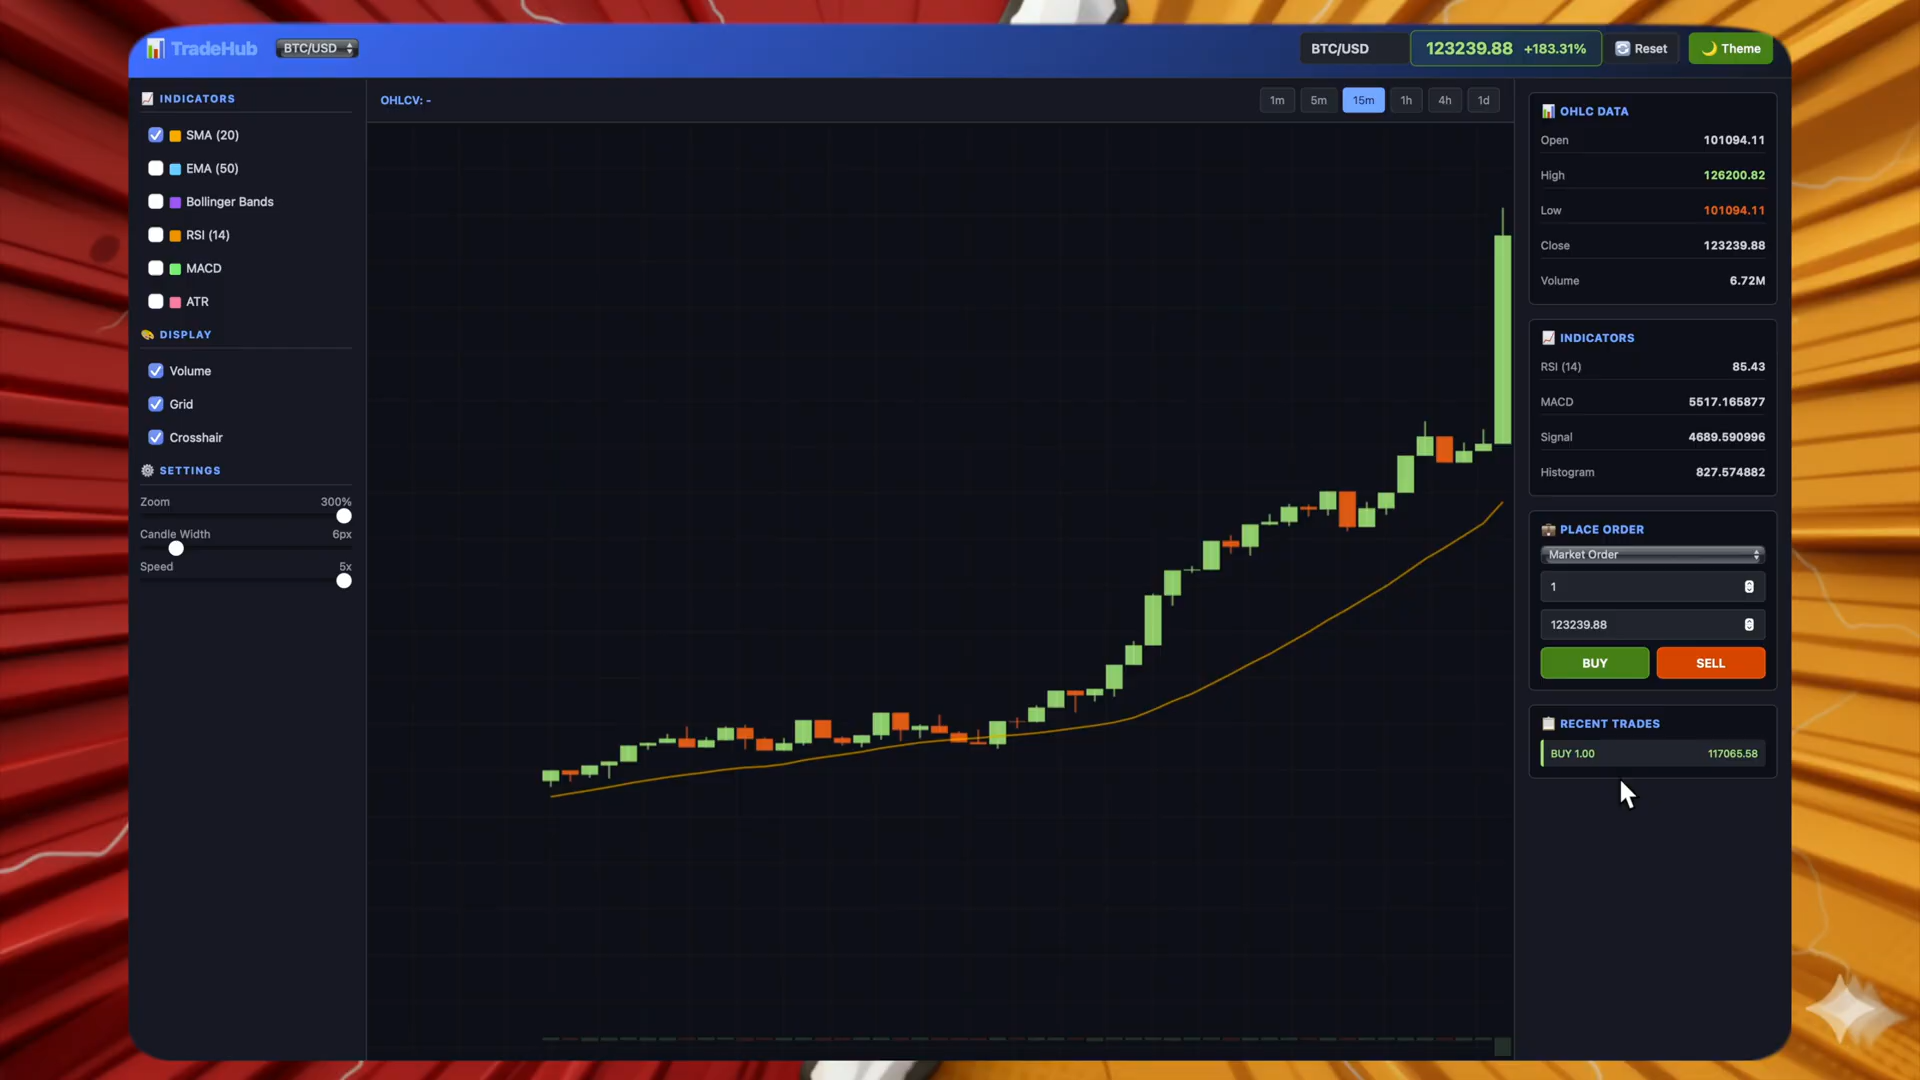 TradeHub
BTC/USD
BTC/USD
123239.88 +183.31%
Reset
Theme
INDICATORS
SMA (20)
EMA (50)
Bollinger Bands
RSI (14)
MACD
ATR
DISPLAY
Volume
Grid
Crosshair
SETTINGS
Zoom 300%
Candle Width 6px
Speed 5x
OHLCV: -
1m 5m 15m 1h 4h 1d
OHLC DATA
Open 101094.11
High 126200.82
Low 101094.11
Close 123239.88
Volume 6.72M
INDICATORS
RSI (14) 85.43
MACD 5517.165877
Signal 4689.590996
Histogram 827.574882
PLACE ORDER
Market Order
1
123239.88
BUY SELL
RECENT TRADES
BUY 1.00 117065.58